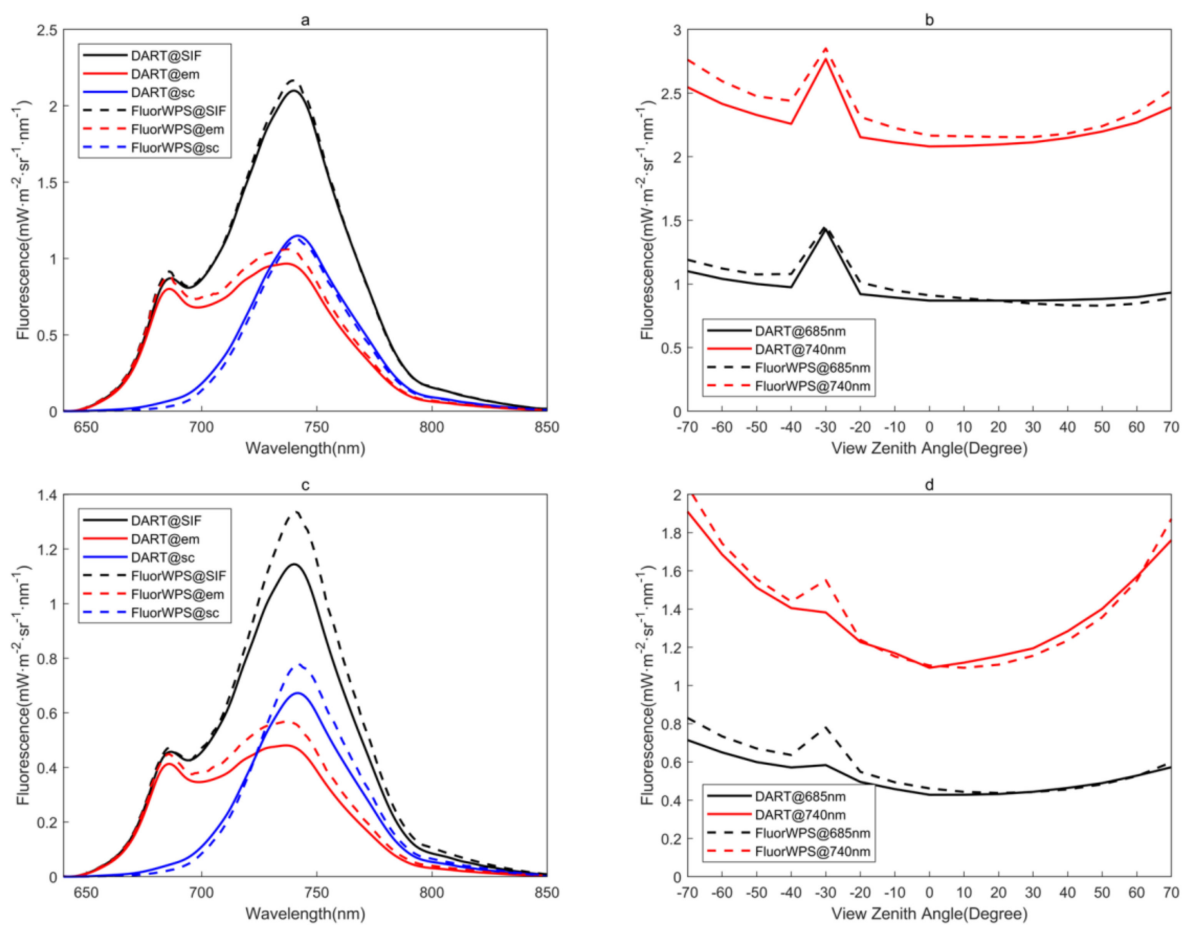 a
Fluorescence(mW·m-2·sr-1·nm-1)
2.5
2
1.5
1
0.5
0
DART@SIF
DART@em
DART@sc
FluorWPS@SIF
FluorWPS@em
FluorWPS@sc
650 700 750 800 850
Wavelength(nm)
b
Fluorescence(mW·m-2·sr-1·nm-1)
3
2.5
2
1.5
1
0.5
0
DART@685nm
DART@740nm
FluorWPS@685nm
FluorWPS@740nm
-70 -60 -50 -40 -30 -20 -10 0 10 20 30 40 50 60 70
View Zenith Angle(Degree)
c
Fluorescence(mW·m-2·sr-1·nm-1)
1.4
1.2
1
0.8
0.6
0.4
0.2
0
DART@SIF
DART@em
DART@sc
FluorWPS@SIF
FluorWPS@em
FluorWPS@sc
650 700 750 800 850
Wavelength(nm)
d
Fluorescence(mW·m-2·sr-1·nm-1)
2
1.8
1.6
1.4
1.2
1
0.8
0.6
0.4
0.2
0
DART@685nm
DART@740nm
FluorWPS@685nm
FluorWPS@740nm
-70 -60 -50 -40 -30 -20 -10 0 10 20 30 40 50 60 70
View Zenith Angle(Degree)